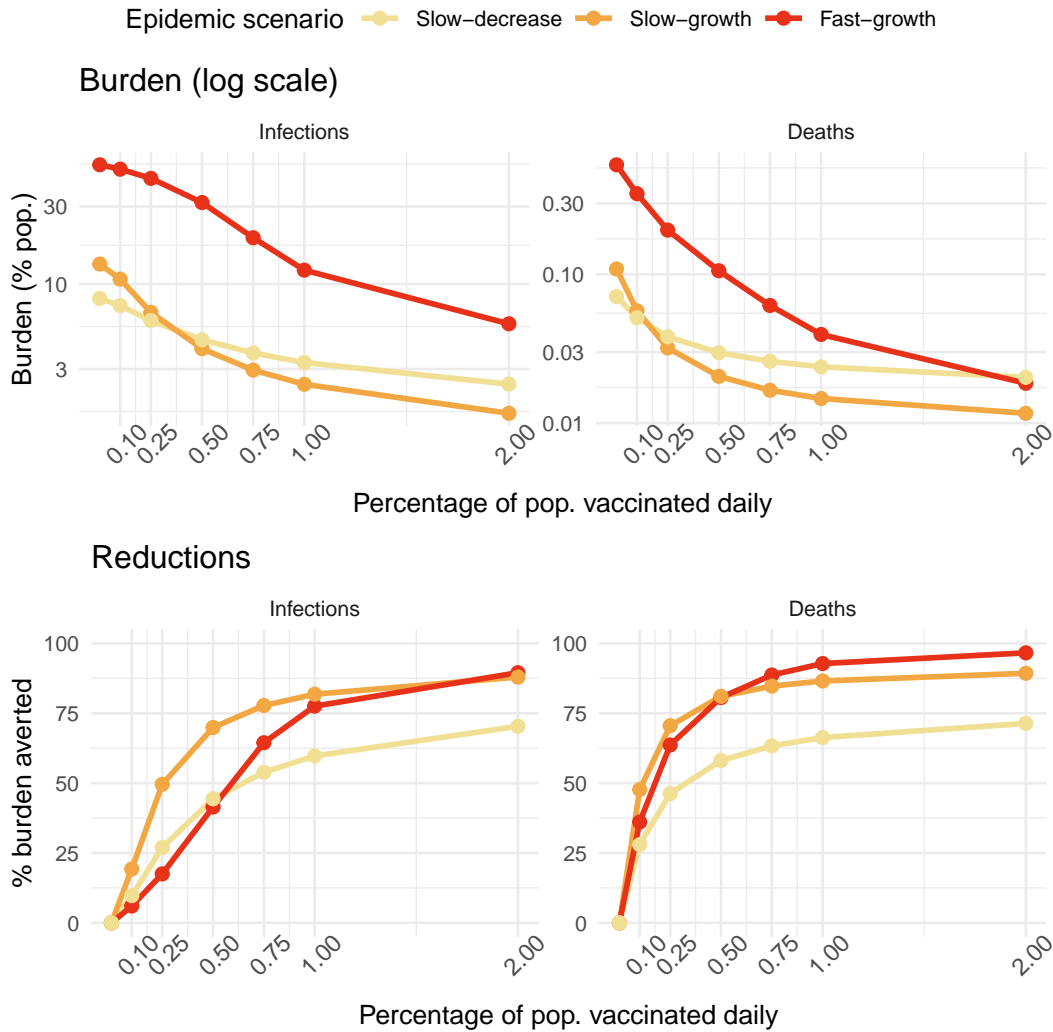 Epidemic scenario Slow−decrease Slow−growth Fast−growth
Burden (log scale)
Infections Deaths
Burden (% pop.)
30
10
3
0.30
0.10
0.03
0.01
0.10 0.25 0.50 0.75 1.00 2.00
0.10 0.25 0.50 0.75 1.00 2.00
Percentage of pop. vaccinated daily
Reductions
Infections Deaths
% burden averted
100
75
50
25
0
100
75
50
25
0
0.10 0.25 0.50 0.75 1.00 2.00
0.10 0.25 0.50 0.75 1.00 2.00
Percentage of pop. vaccinated daily